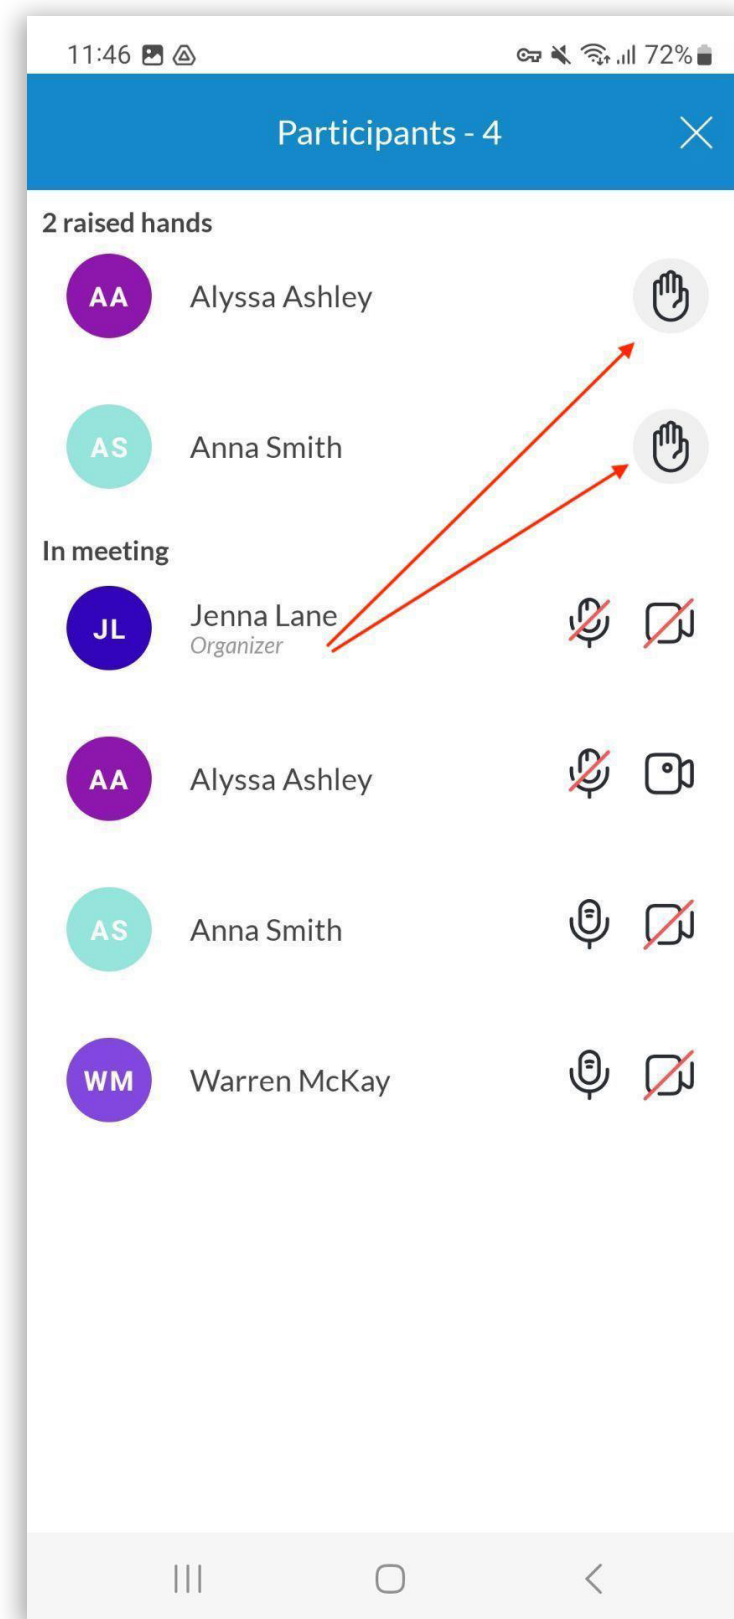 11:46 72%
Participants - 4
2 raised hands
AA Alyssa Ashley
AS Anna Smith
In meeting
JL Jenna Lane
Organizer
AA Alyssa Ashley
AS Anna Smith
WM Warren McKay